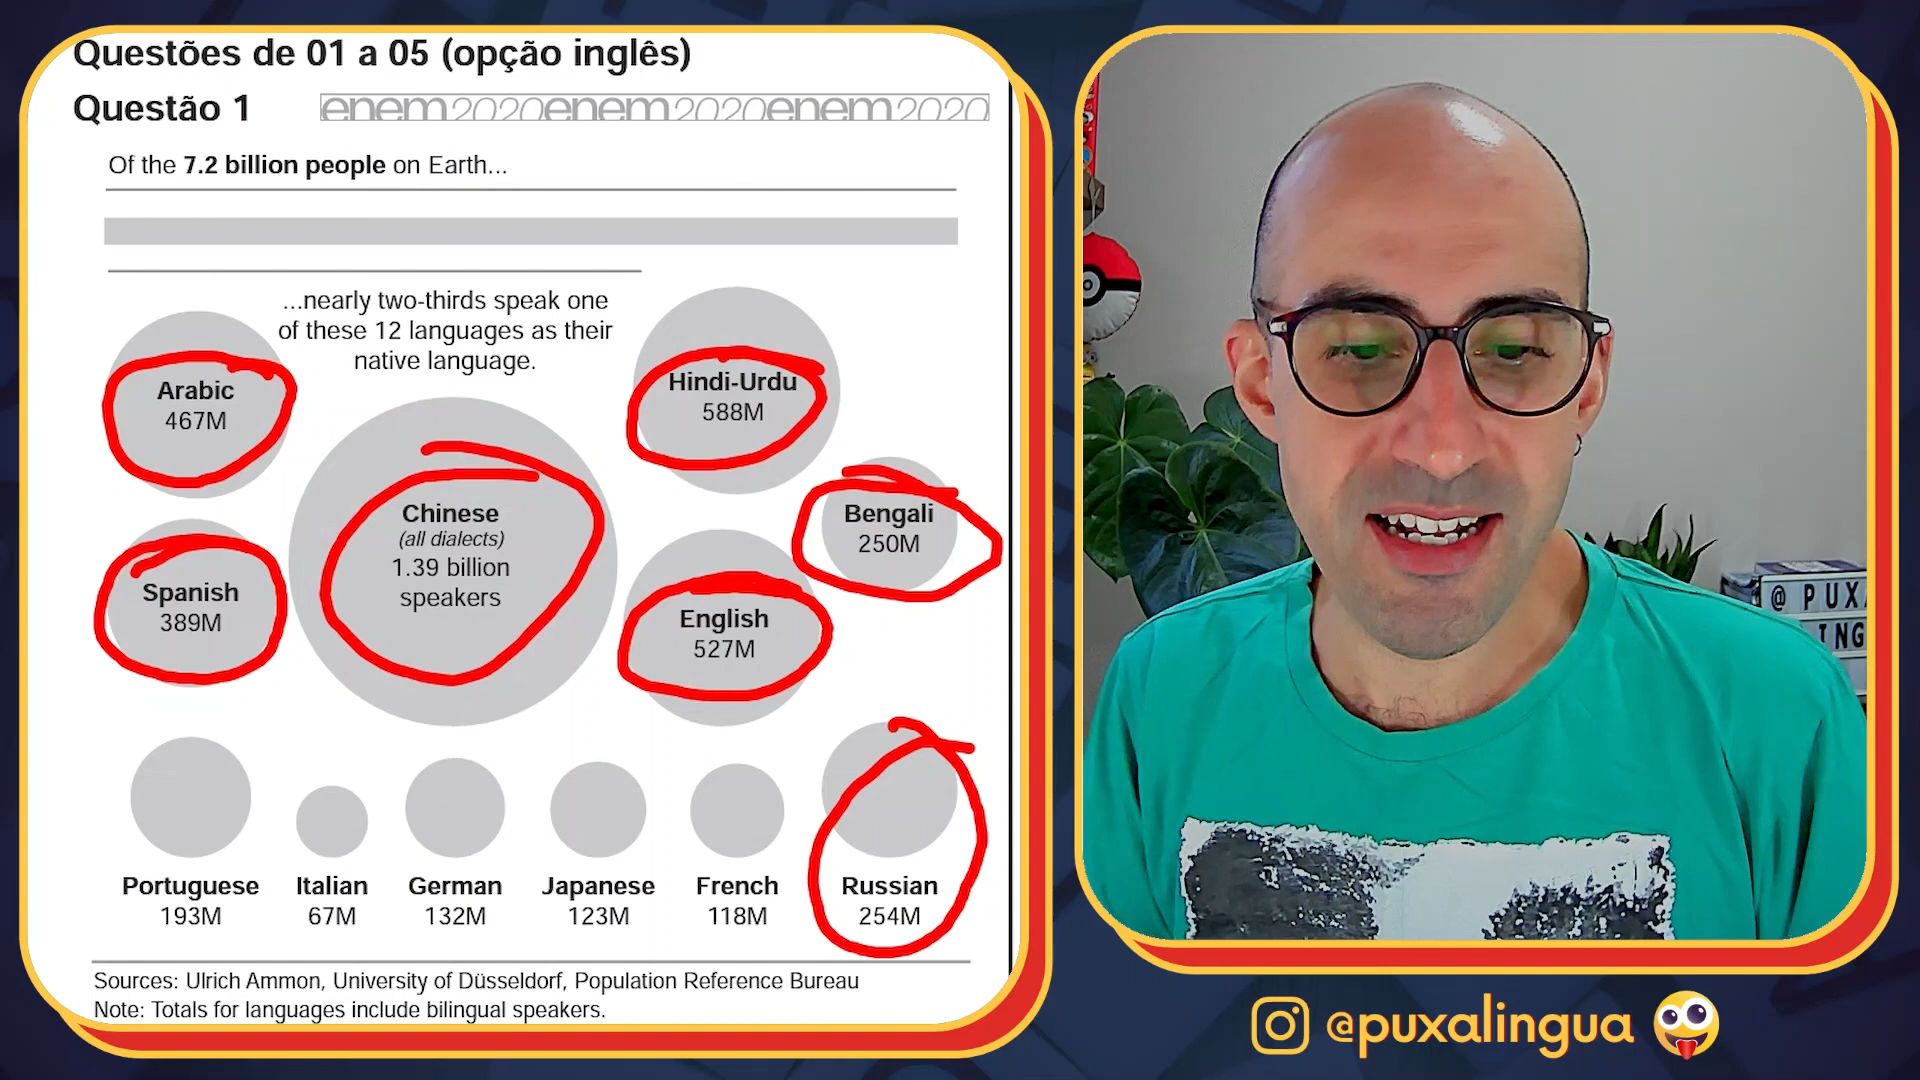 Questões de 01 a 05 (opção inglês)
Questão 1
enem2020enem2020enem2020
Of the 7.2 billion people on Earth...
...nearly two-thirds speak one
of these 12 languages as their
native language.
Arabic
467M
Hindi-Urdu
588M
Chinese
(all dialects)
1.39 billion
speakers
Bengali
250M
Spanish
389M
English
527M
Portuguese
193M
Italian
67M
German
132M
Japanese
123M
French
118M
Russian
254M
Sources: Ulrich Ammon, University of Düsseldorf, Population Reference Bureau
Note: Totals for languages include bilingual speakers.
@ PUXA
ING
@puxalingua